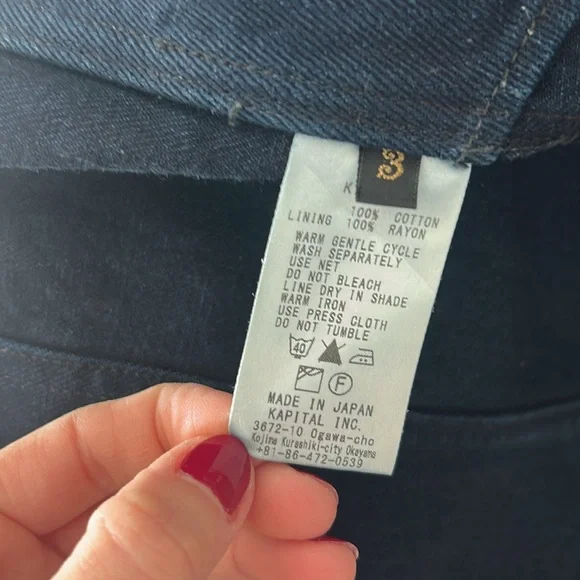 100% COTTON
LINING 100% RAYON
WARM GENTLE CYCLE
WASH SEPARATELY
USE NET
DO NOT BLEACH
LINE DRY IN SHADE
WARM IRON
USE PRESS CLOTH
DO NOT TUMBLE
40
F
MADE IN JAPAN
KAPITAL INC.
3672-10 Ogawa-cho
Kojima Kurashiki-city Okayama
+81-86-472-0539